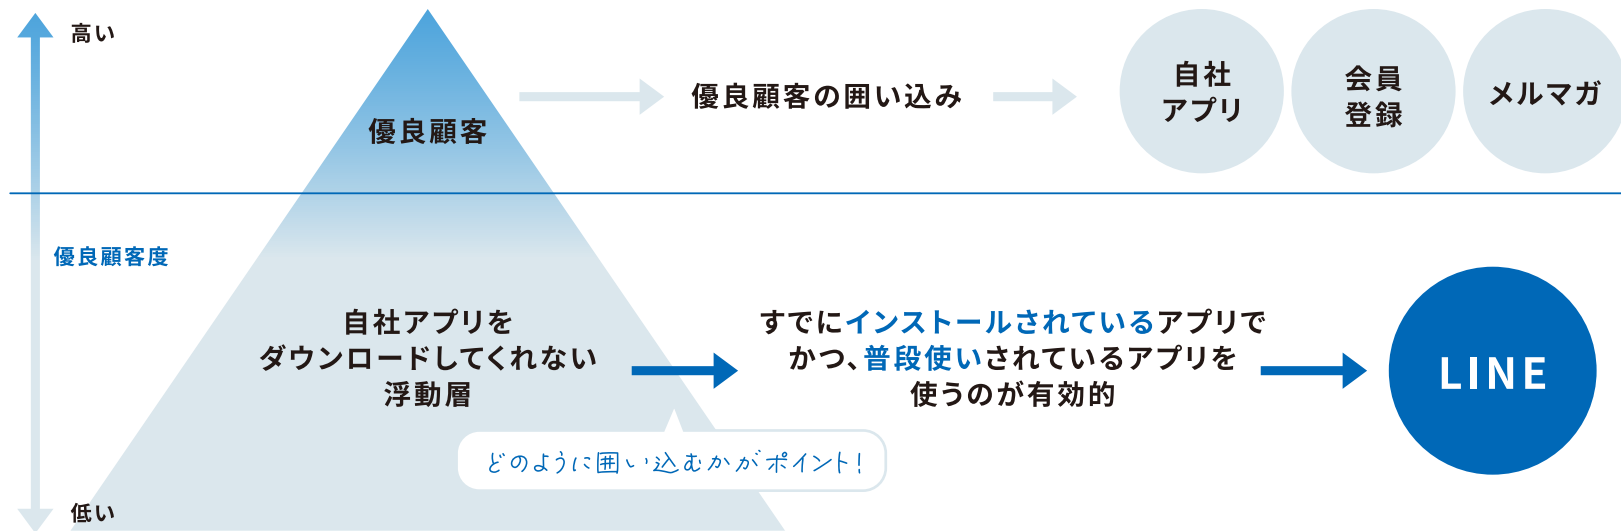 高い
優良顧客
優良顧客の囲い込み
自社
アプリ
会員
登録
メルマガ
優良顧客度
自社アプリを
ダウンロードしてくれない
浮動層
すでにインストールされているアプリで
かつ、普段使いされているアプリを
使うのが有効的
LINE
どのように囲い込むかがポイント!
低い